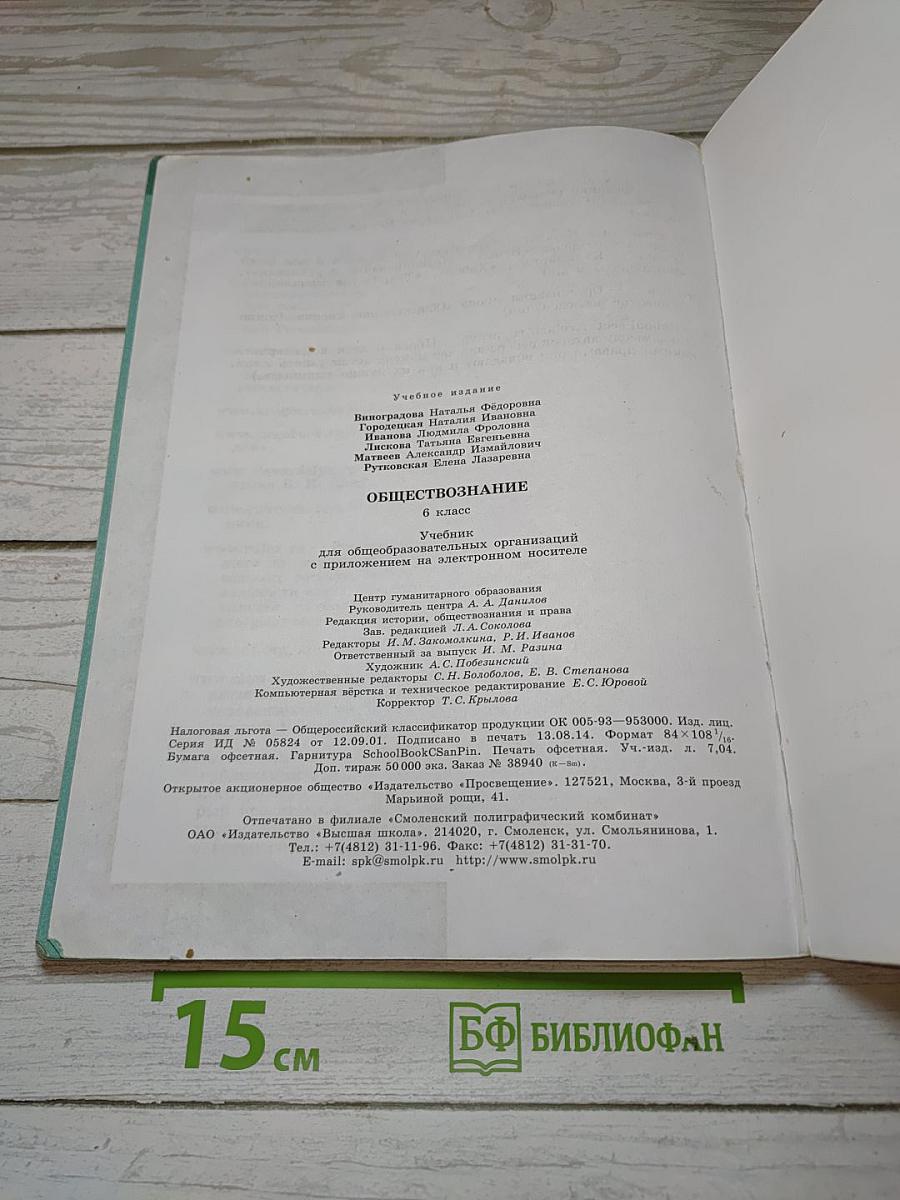 Учебное издание
Виноградова Наталья Фёдоровна
Городецкая Наталия Ивановна
Иванова Людмила Фроловна
Лискова Татьяна Евгеньевна
Матвеев Александр Измайлович
Рутковская Елена Лазаревна
ОБЩЕСТВОЗНАНИЕ
6 класс
Учебник
для общеобразовательных организаций
с приложением на электронном носителе
Центр гуманитарного образования
Руководитель центра А. А. Данилов
Редакция истории, обществознания и права
Зав. редакцией Л. А. Соколова
Редакторы И. М. Закомолкина, Р. И. Иванов
Ответственный за выпуск И. М. Разина
Художник А. С. Побезинский
Художественные редакторы С. Н. Болоболов, Е. В. Степанова
Компьютерная вёрстка и техническое редактирование Е. С. Юровой
Корректор Т. С. Крылова
Налоговая льгота — Общероссийский классификатор продукции ОК 005-93—953000. Изд. лиц.
Серия ИД № 05824 от 12.09.01. Подписано в печать 13.08.14. Формат 84×108 1/16.
Бумага офсетная. Гарнитура SchoolBookCSanPin. Печать офсетная. Уч.-изд. л. 7,04.
Доп. тираж 50 000 экз. Заказ № 38940 (К—Sm).
Открытое акционерное общество «Издательство «Просвещение». 127521, Москва, 3-й проезд
Марьиной рощи, 41.
Отпечатано в филиале «Смоленский полиграфический комбинат»
ОАО «Издательство «Высшая школа». 214020, г. Смоленск, ул. Смольянинова, 1.
Тел.: +7(4812) 31-11-96. Факс: +7(4812) 31-31-70.
E-mail: spk@smolpk.ru http://www.smolpk.ru
15 см
БФ БИБЛИОФАН